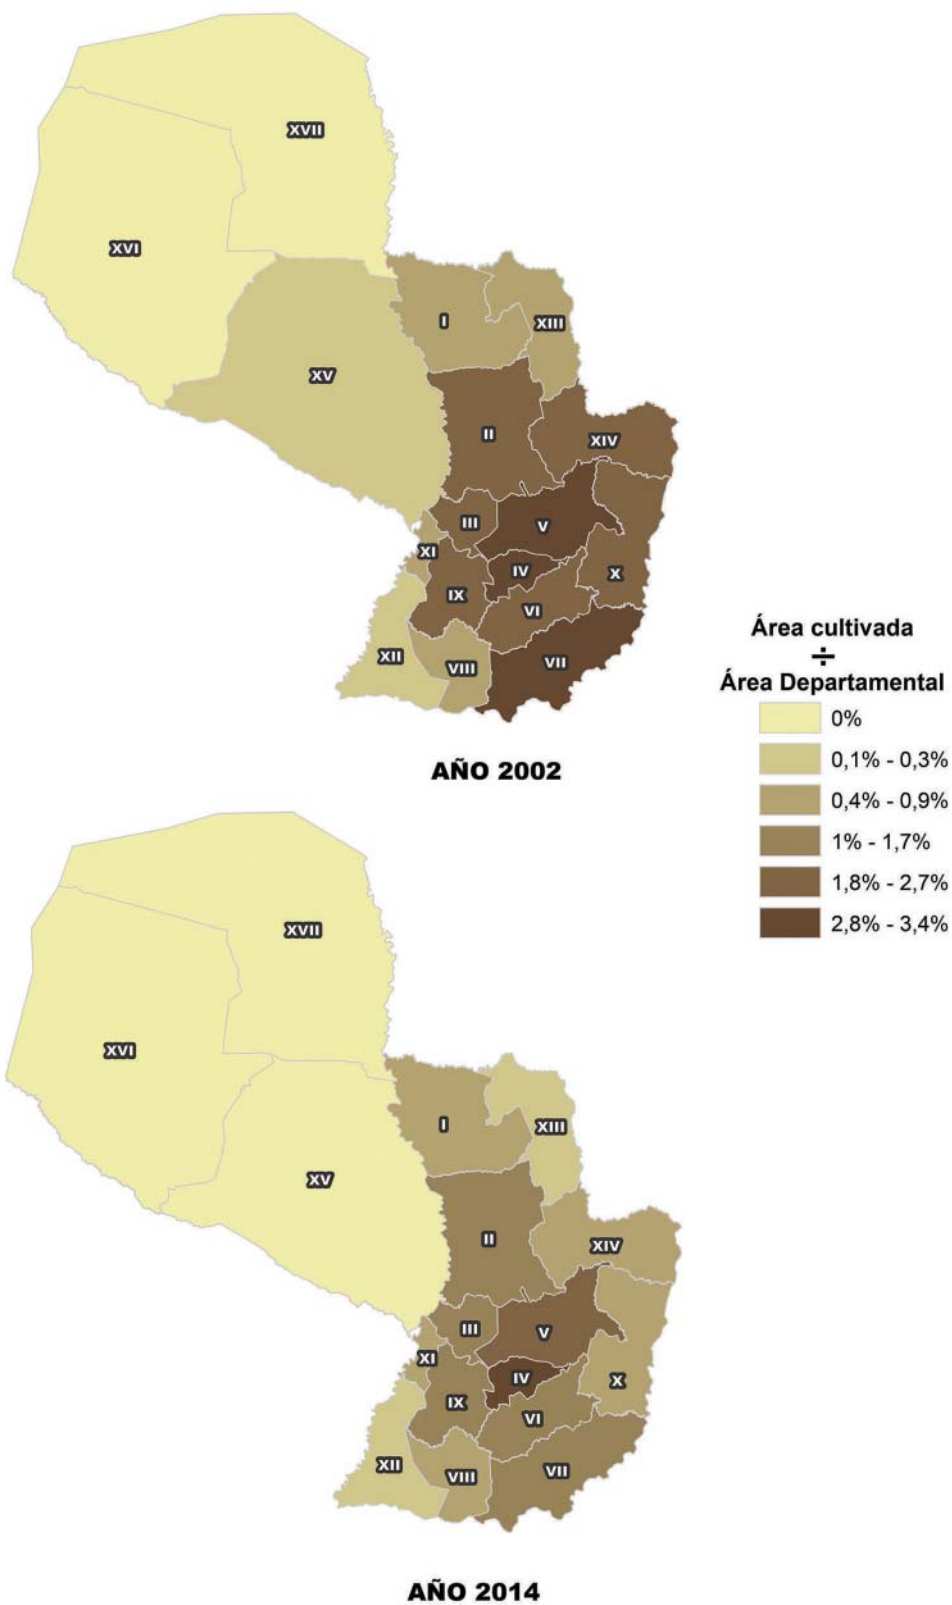 XVII
XVI
I
XIII
XV
II
XIV
III
V
XI
IV
X
IX
VI
XII
VIII
VII
Área cultivada
÷
Área Departamental
0%
0,1% - 0,3%
0,4% - 0,9%
1% - 1,7%
1,8% - 2,7%
2,8% - 3,4%
AÑO 2002
XVII
XVI
I
XIII
XV
II
XIV
III
V
XI
IV
X
IX
VI
XII
VIII
VII
AÑO 2014